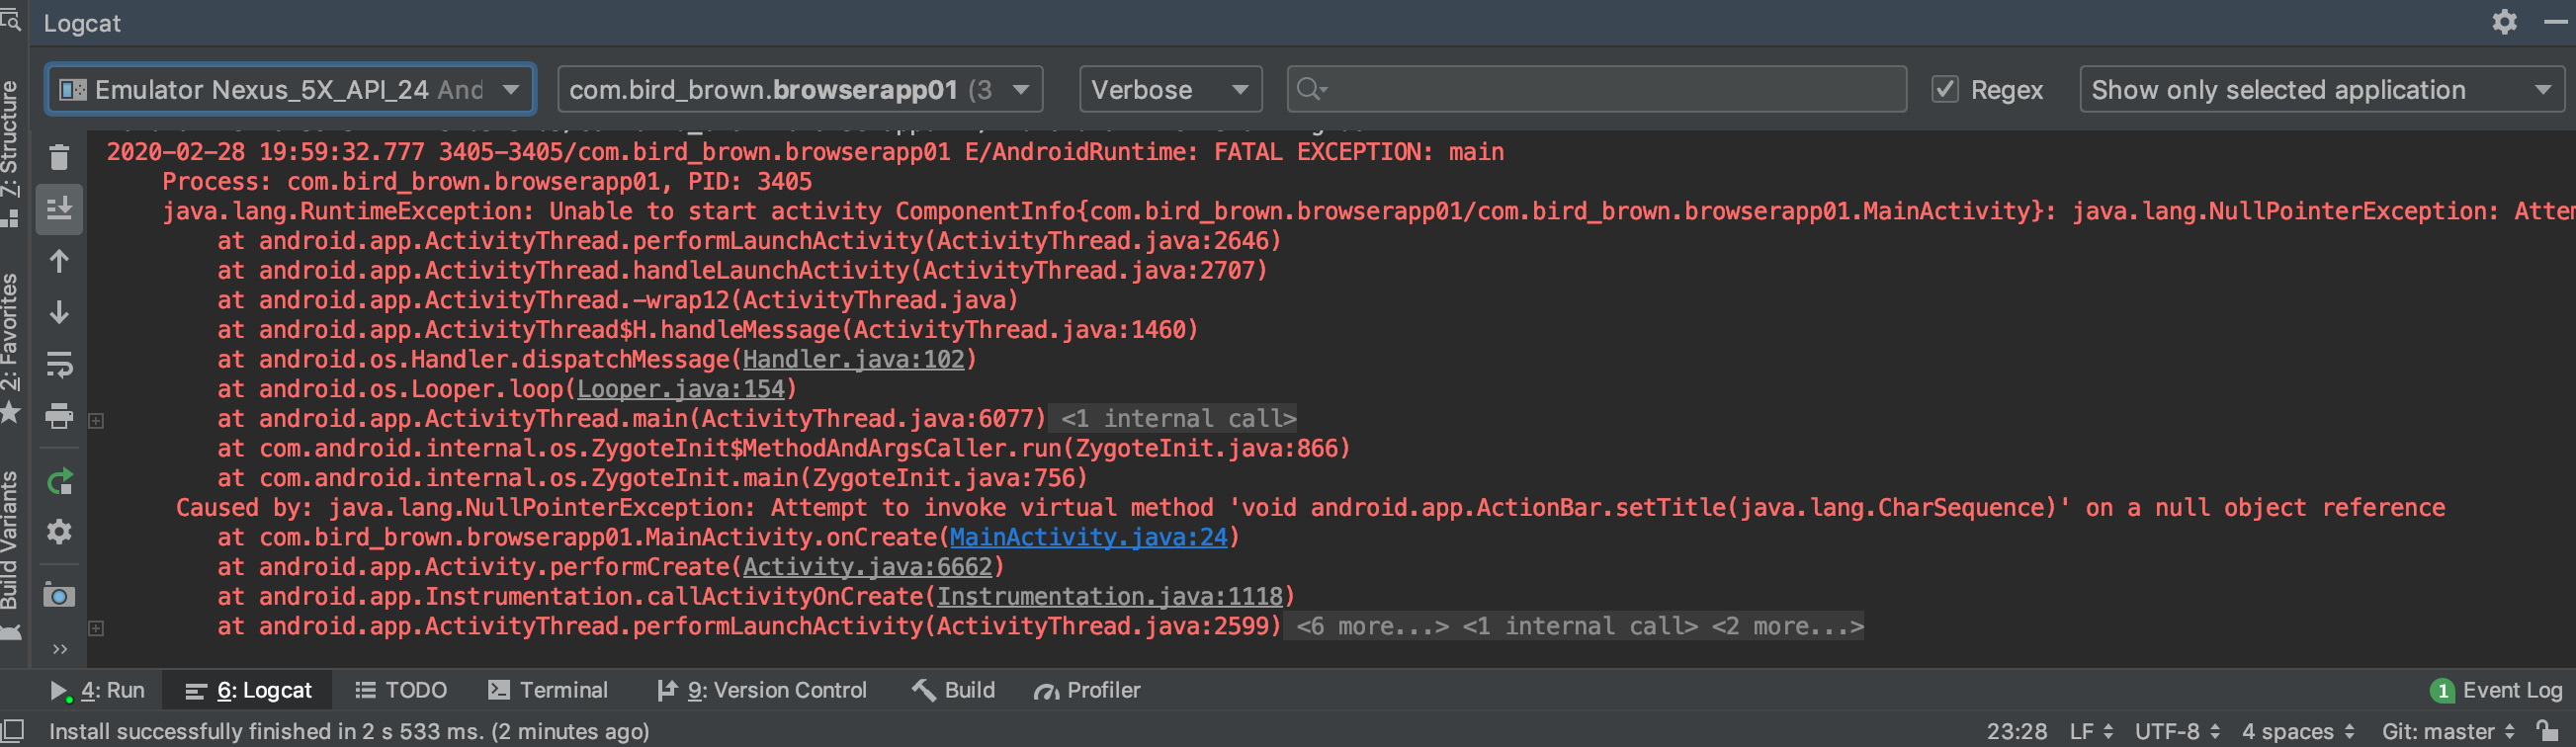 Logcat
Emulator Nexus_5X_API_24 And
com.bird_brown.browserapp01 (3
Verbose
Regex
Show only selected application
Z: Structure
2: Favorites
Build Variants
2020-02-28 19:59:32.777 3405-3405/com.bird_brown.browserapp01 E/AndroidRuntime: FATAL EXCEPTION: main
Process: com.bird_brown.browserapp01, PID: 3405
java.lang.RuntimeException: Unable to start activity ComponentInfo{com.bird_brown.browserapp01/com.bird_brown.browserapp01.MainActivity}: java.lang.NullPointerException: Atte
at android.app.ActivityThread.performLaunchActivity(ActivityThread.java:2646)
at android.app.ActivityThread.handleLaunchActivity(ActivityThread.java:2707)
at android.app.ActivityThread.-wrap12(ActivityThread.java)
at android.app.ActivityThread$H.handleMessage(ActivityThread.java:1460)
at android.os.Handler.dispatchMessage(Handler.java:102)
at android.os.Looper.loop(Looper.java:154)
at android.app.ActivityThread.main(ActivityThread.java:6077) <1 internal call>
at com.android.internal.os.ZygoteInit$MethodAndArgsCaller.run(ZygoteInit.java:866)
at com.android.internal.os.ZygoteInit.main(ZygoteInit.java:756)
Caused by: java.lang.NullPointerException: Attempt to invoke virtual method 'void android.app.ActionBar.setTitle(java.lang.CharSequence)' on a null object reference
at com.bird_brown.browserapp01.MainActivity.onCreate(MainActivity.java:24)
at android.app.Activity.performCreate(Activity.java:6662)
at android.app.Instrumentation.callActivityOnCreate(Instrumentation.java:1118)
at android.app.ActivityThread.performLaunchActivity(ActivityThread.java:2599) <6 more...> <1 internal call> <2 more...>
4: Run
6: Logcat
TODO
Terminal
9: Version Control
Build
Profiler
1 Event Log
Install successfully finished in 2 s 533 ms. (2 minutes ago)
23:28
LF
UTF-8
4 spaces
Git: master